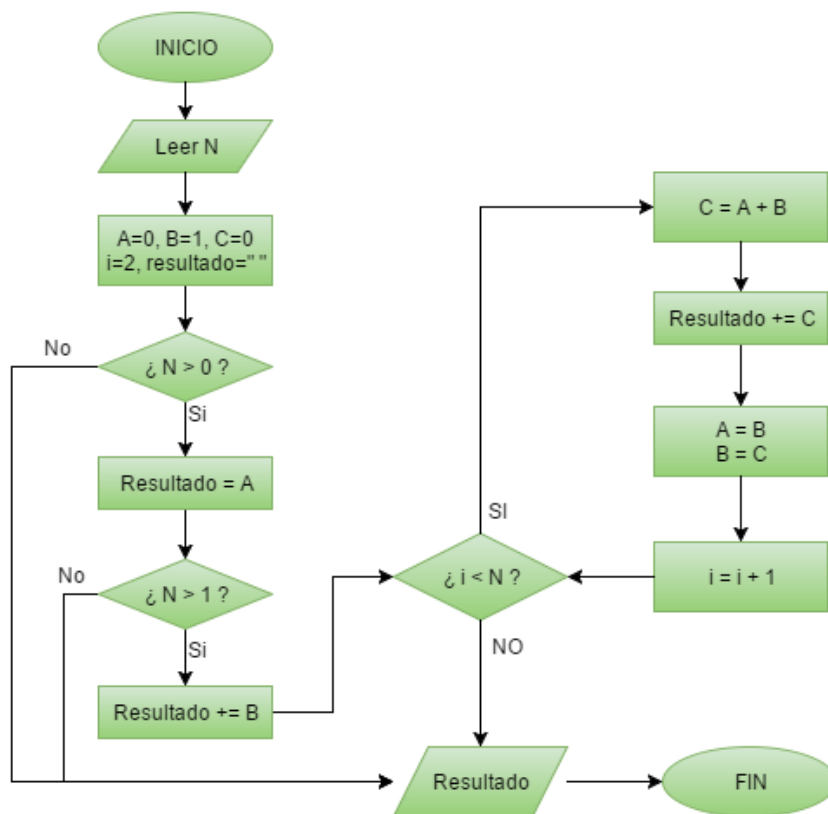 INICIO
Leer N
A=0, B=1, C=0
i=2, resultado=" "
No
¿ N > 0 ?
Si
Resultado = A
No
¿ N > 1 ?
Si
Resultado += B
¿ i < N ?
SI
C = A + B
Resultado += C
A = B
B = C
i = i + 1
NO
Resultado
FIN